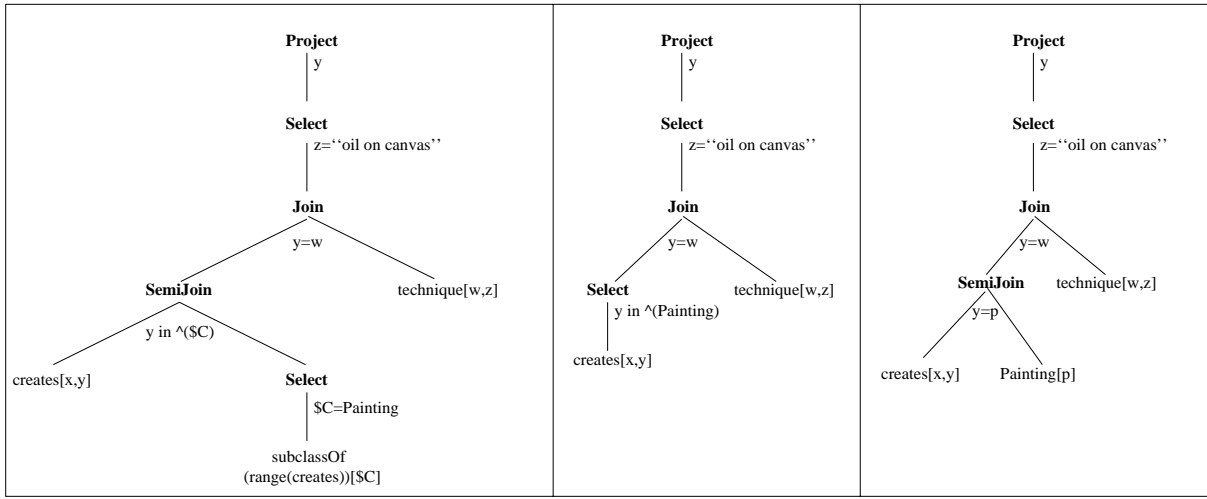 Project
y
Select
z=‘‘oil on canvas’’
Join
y=w
SemiJoin
technique[w,z]
y in ^($C)
creates[x,y]
Select
$C=Painting
subclassOf
(range(creates))[$C]
Project
y
Select
z=‘‘oil on canvas’’
Join
y=w
Select
technique[w,z]
y in ^(Painting)
creates[x,y]
Project
y
Select
z=‘‘oil on canvas’’
Join
y=w
SemiJoin
technique[w,z]
y=p
creates[x,y]
Painting[p]